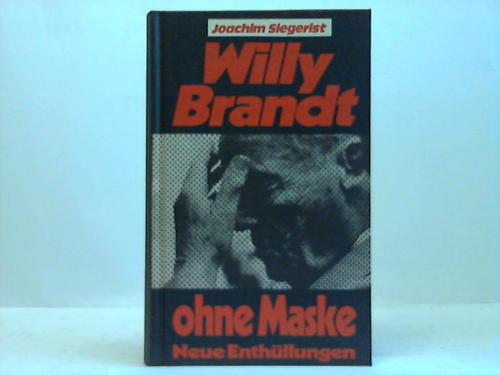 Joachim Siegerist
Willy
Brandt
ohne Maske
Neue Enthüllungen